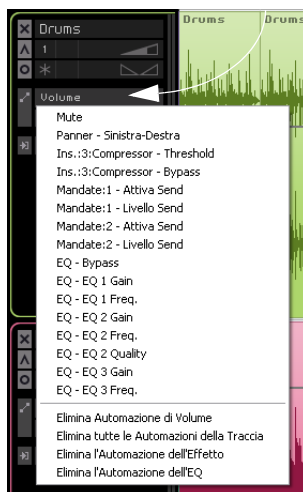 Drums
Drums
Drums
1
Volume
Mute
Panner - Sinistra-Destra
Ins.:3:Compressor - Threshold
Ins.:3:Compressor - Bypass
Mandate:1 - Attiva Send
Mandate:1 - Livello Send
Mandate:2 - Attiva Send
Mandate:2 - Livello Send
EQ - Bypass
EQ - EQ 1 Gain
EQ - EQ 1 Freq.
EQ - EQ 2 Gain
EQ - EQ 2 Freq.
EQ - EQ 2 Quality
EQ - EQ 3 Gain
EQ - EQ 3 Freq.
Elimina Automazione di Volume
Elimina tutte le Automazioni della Traccia
Elimina l'Automazione dell'Effetto
Elimina l'Automazione dell'EQ